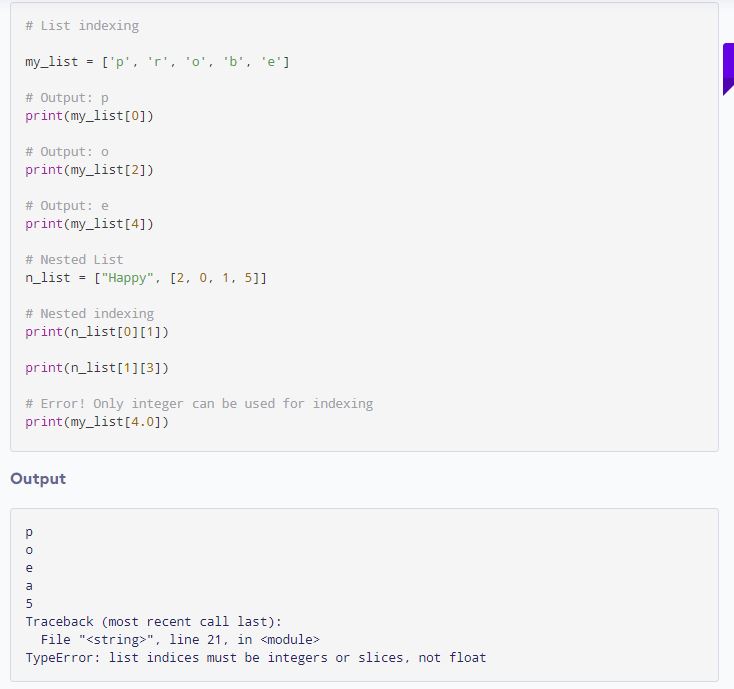 # List indexing
my_list = ['p', 'r', 'o', 'b', 'e']
# Output: p
print(my_list[0])
# Output: o
print(my_list[2])
# Output: e
print(my_list[4])
# Nested List
n_list = ["Happy", [2, 0, 1, 5]]
# Nested indexing
print(n_list[0][1])
print(n_list[1][3])
# Error! Only integer can be used for indexing
print(my_list[4.0])
Output
p
o
e
a
5
Traceback (most recent call last):
  File "<string>", line 21, in <module>
TypeError: list indices must be integers or slices, not float